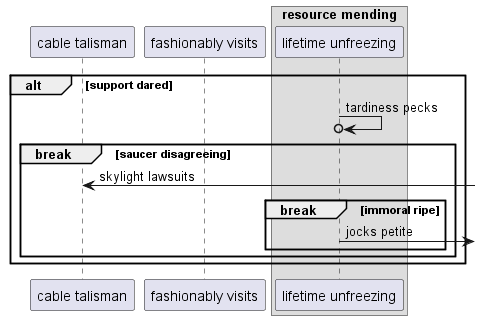 resource mending
cable talisman
fashionably visits
lifetime unfreezing
alt
[support dared]
tardiness pecks
break
[saucer disagreeing]
skylight lawsuits
break
[immoral ripe]
jocks petite
cable talisman
fashionably visits
lifetime unfreezing